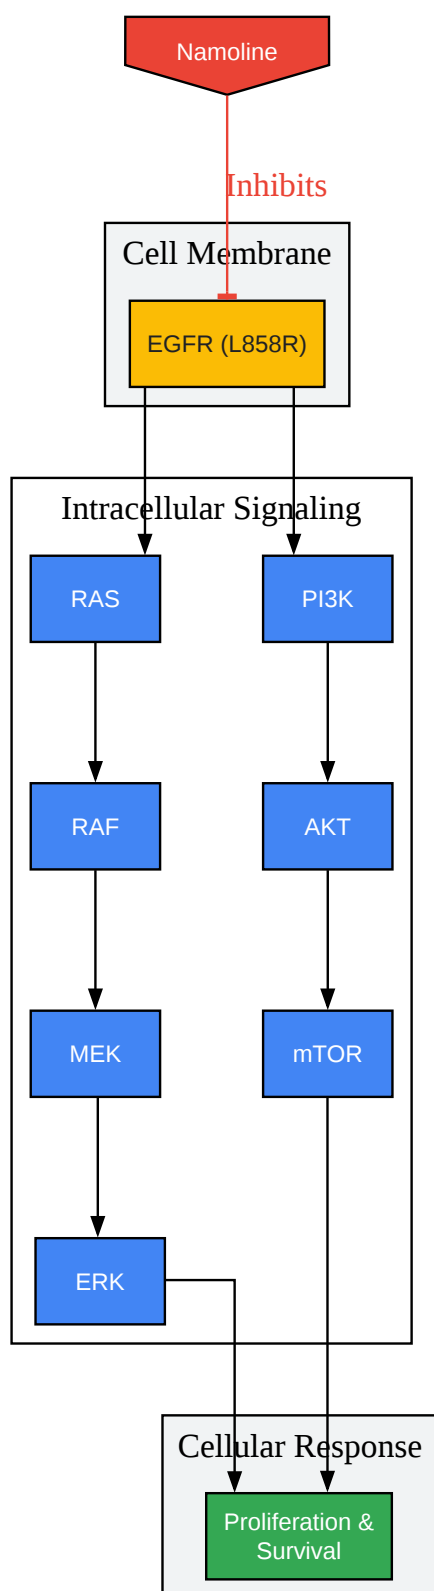 Namoline
Inhibits
Cell Membrane
EGFR (L858R)
Intracellular Signaling
RAS
PI3K
RAF
AKT
MEK
mTOR
ERK
Cellular Response
Proliferation &
Survival